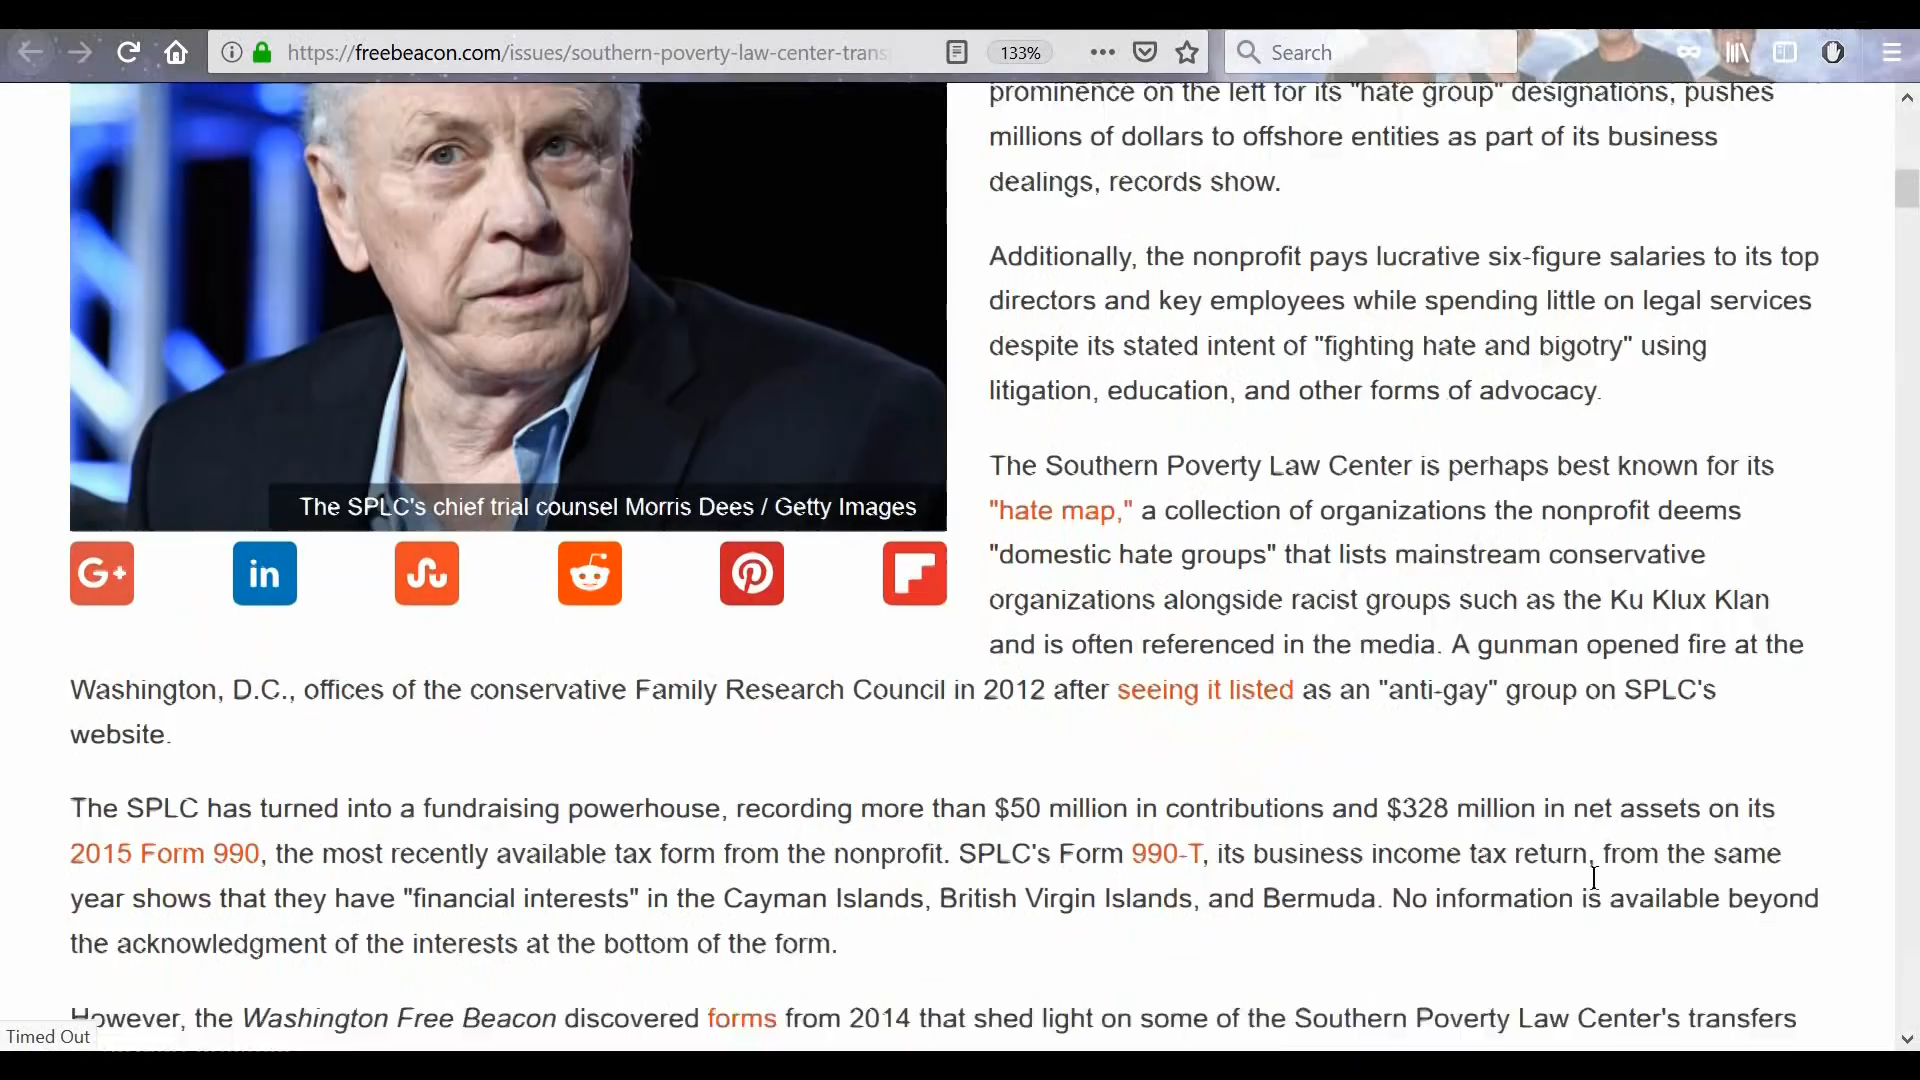 https://freebeacon.com/issues/southern-poverty-law-center-trans
133%
Search
prominence on the left for its "hate group" designations, pushes
millions of dollars to offshore entities as part of its business
dealings, records show.
Additionally, the nonprofit pays lucrative six-figure salaries to its top
directors and key employees while spending little on legal services
despite its stated intent of "fighting hate and bigotry" using
litigation, education, and other forms of advocacy.
The Southern Poverty Law Center is perhaps best known for its
"hate map," a collection of organizations the nonprofit deems
"domestic hate groups" that lists mainstream conservative
organizations alongside racist groups such as the Ku Klux Klan
and is often referenced in the media. A gunman opened fire at the
The SPLC's chief trial counsel Morris Dees / Getty Images
G+
in
Washington, D.C., offices of the conservative Family Research Council in 2012 after seeing it listed as an "anti-gay" group on SPLC's
website.
The SPLC has turned into a fundraising powerhouse, recording more than $50 million in contributions and $328 million in net assets on its
2015 Form 990, the most recently available tax form from the nonprofit. SPLC's Form 990-T, its business income tax return, from the same
year shows that they have "financial interests" in the Cayman Islands, British Virgin Islands, and Bermuda. No information is available beyond
the acknowledgment of the interests at the bottom of the form.
However, the Washington Free Beacon discovered forms from 2014 that shed light on some of the Southern Poverty Law Center's transfers
Timed Out